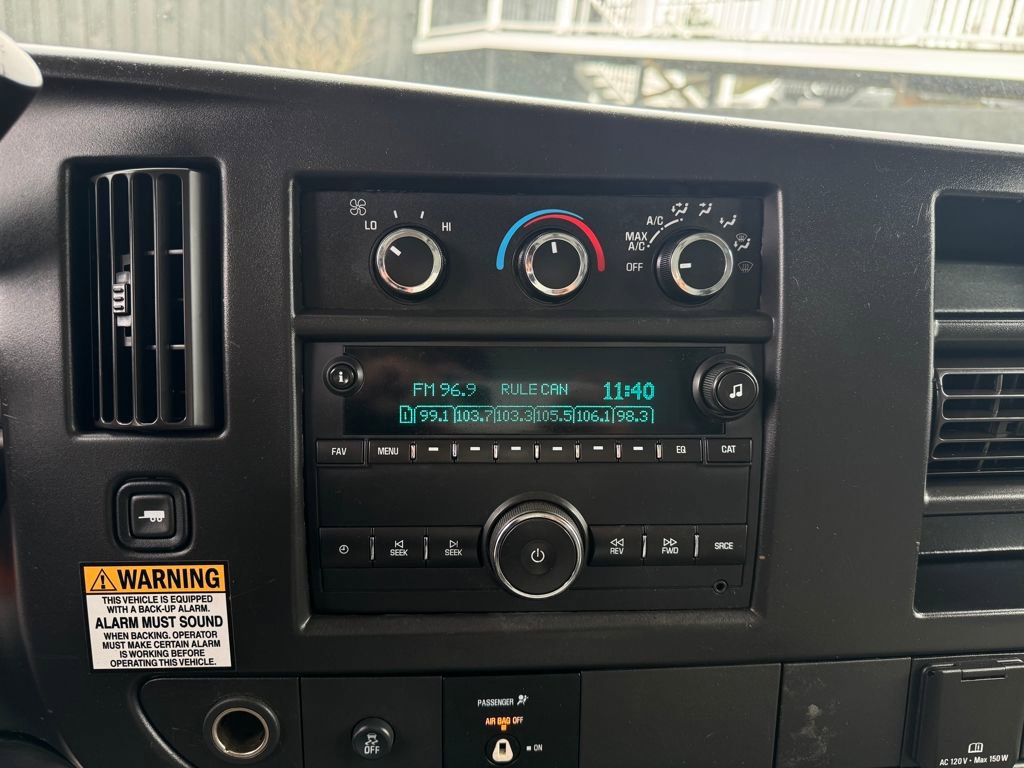 LO HI
A/C
MAX
A/C
OFF
FM 96.9 RULE CAN 11:40
1 99.1 103.7 103.3 105.5 106.1 98.3
i
FAV MENU EQ CAT
SEEK SEEK REV FWD SRCE
WARNING
THIS VEHICLE IS EQUIPPED
WITH A BACK-UP ALARM.
ALARM MUST SOUND
WHEN BACKING. OPERATOR
MUST MAKE CERTAIN ALARM
IS WORKING BEFORE
OPERATING THIS VEHICLE.
OFF
PASSENGER
AIR BAG OFF
ON
AC 120 V - Max 150 W